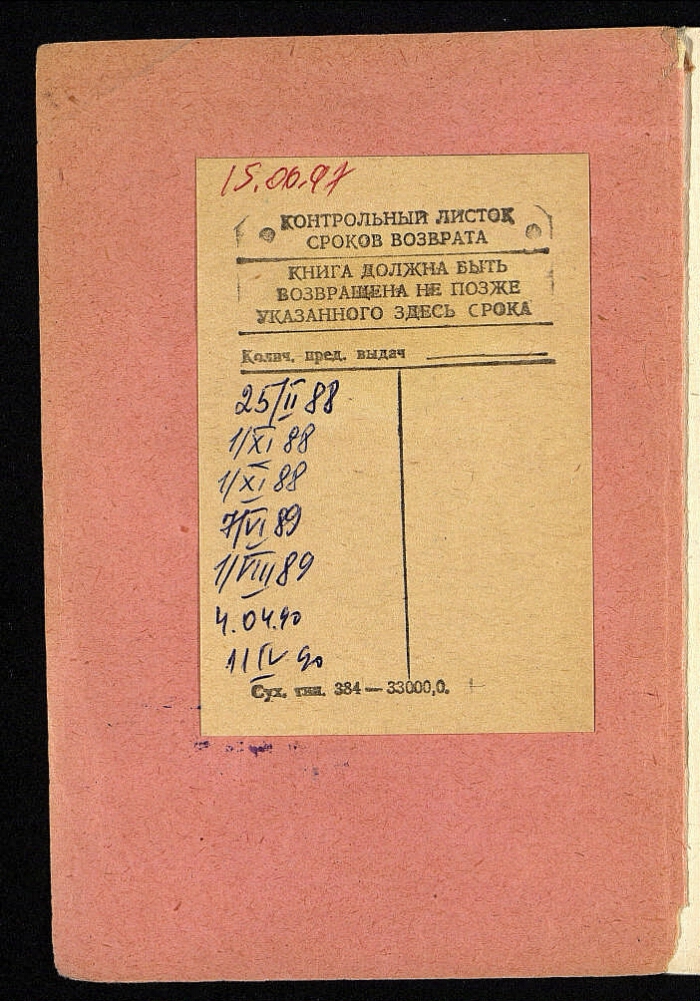 15.06.97
КОНТРОЛЬНЫЙ ЛИСТОК
СРОКОВ ВОЗВРАТА
КНИГА ДОЛЖНА БЫТЬ
ВОЗВРАЩЕНА НЕ ПОЗЖЕ
УКАЗАННОГО ЗДЕСЬ СРОКА
Колич. пред. выдач
25/II 88
1/XI 88
1/XI 88
7/VI 89
1/VIII 89
4.04.90
11 IV 90
Сух. тип. 384 — 33000,0.